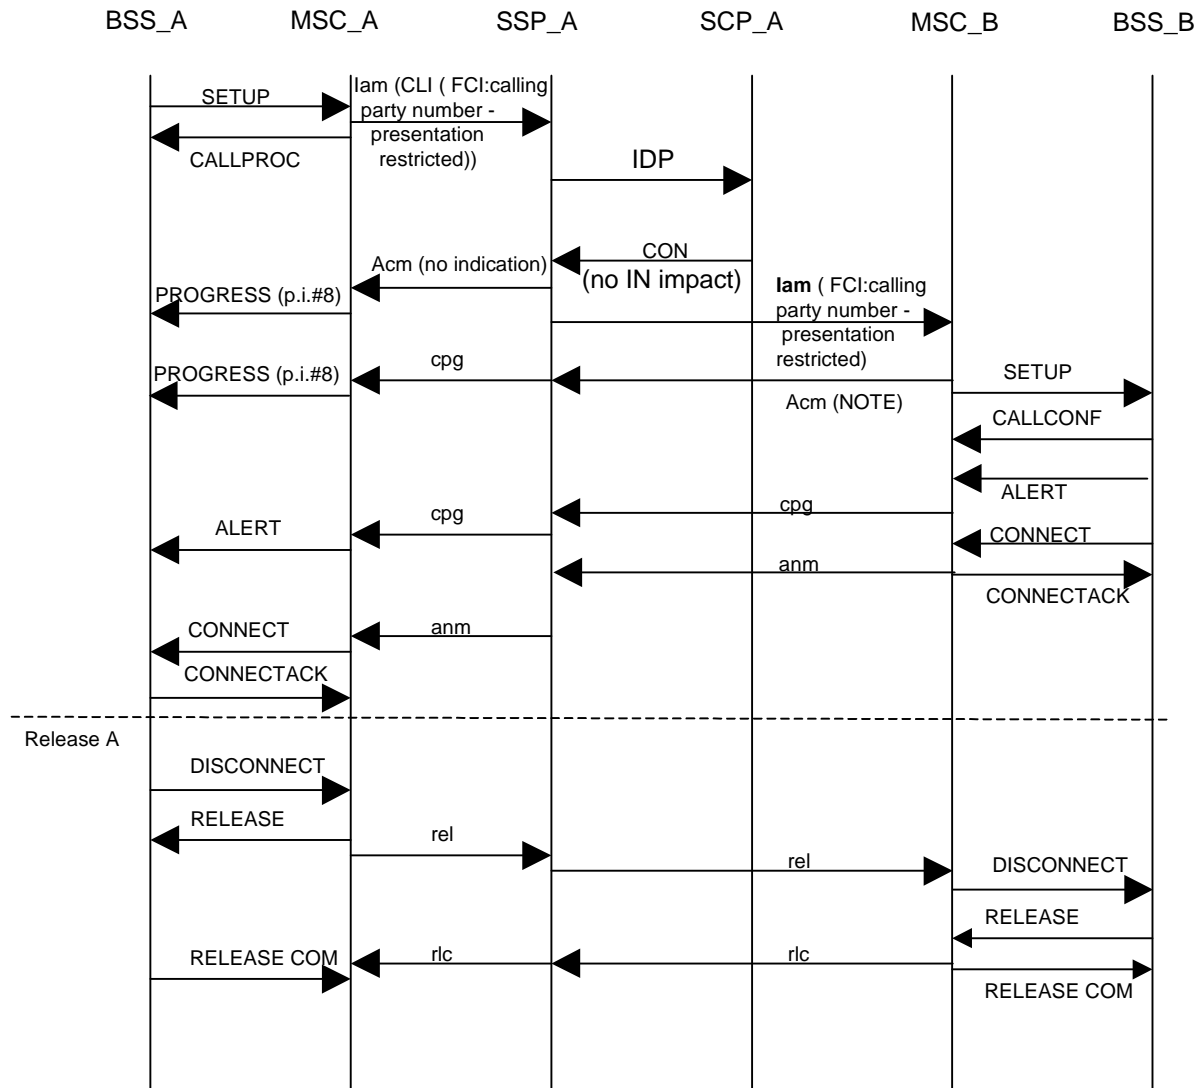 BSS_A MSC_A SSP_A SCP_A MSC_B BSS_B
SETUP
Iam (CLI ( FCI:calling
party number -
presentation
restricted))
CALLPROC
IDP
CON
(no IN impact)
Acm (no indication)
PROGRESS (p.i.#8)
Iam ( FCI:calling
party number -
presentation
restricted)
cpg
PROGRESS (p.i.#8)
Acm (NOTE)
SETUP
CALLCONF
ALERT
cpg
cpg
ALERT
CONNECT
anm
CONNECTACK
anm
CONNECT
CONNECTACK
Release A
DISCONNECT
RELEASE
rel
rel
DISCONNECT
RELEASE
rlc
rlc
RELEASE COM
RELEASE COM